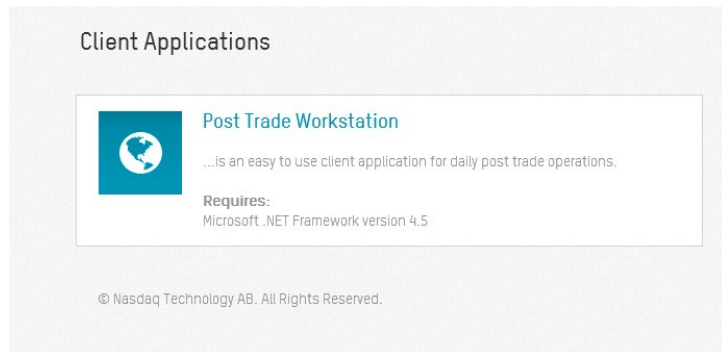 Client Applications
Post Trade Workstation
...is an easy to use client application for daily post trade operations.
Requires:
Microsoft .NET Framework version 4.5
© Nasdaq Technology AB. All Rights Reserved.